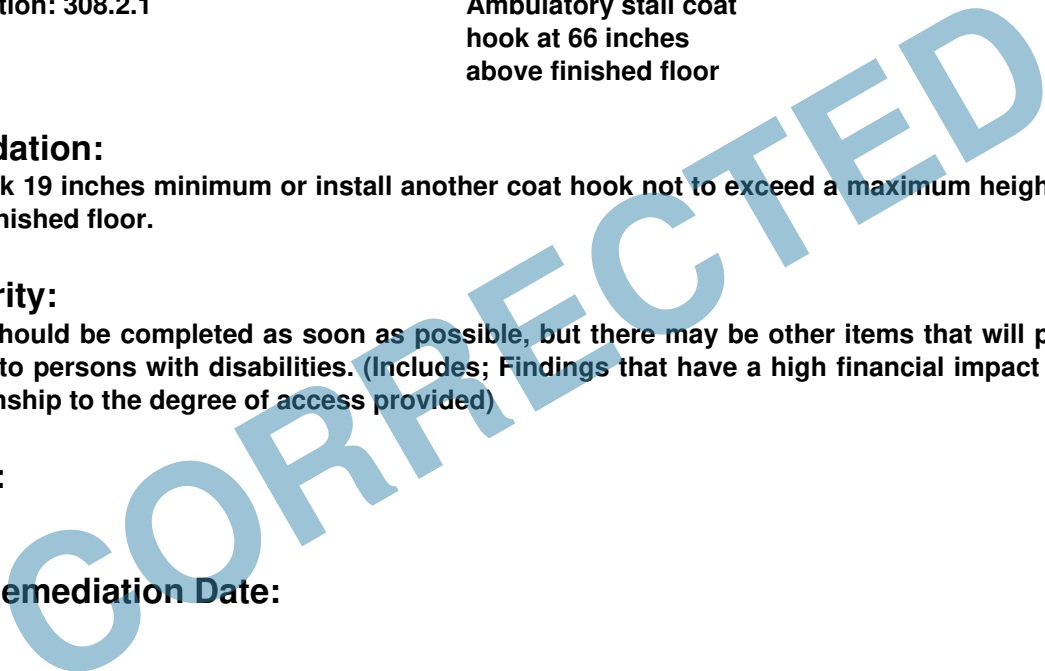 tion: 308.2.1
Ambulatory stall coat
hook at 66 inches
above finished floor
dation:
k 19 inches minimum or install another coat hook not to exceed a maximum heigh
nished floor.
rity:
hould be completed as soon as possible, but there may be other items that will p
to persons with disabilities. (Includes; Findings that have a high financial impact
nship to the degree of access provided)
:
emediation Date:
CORRECTED